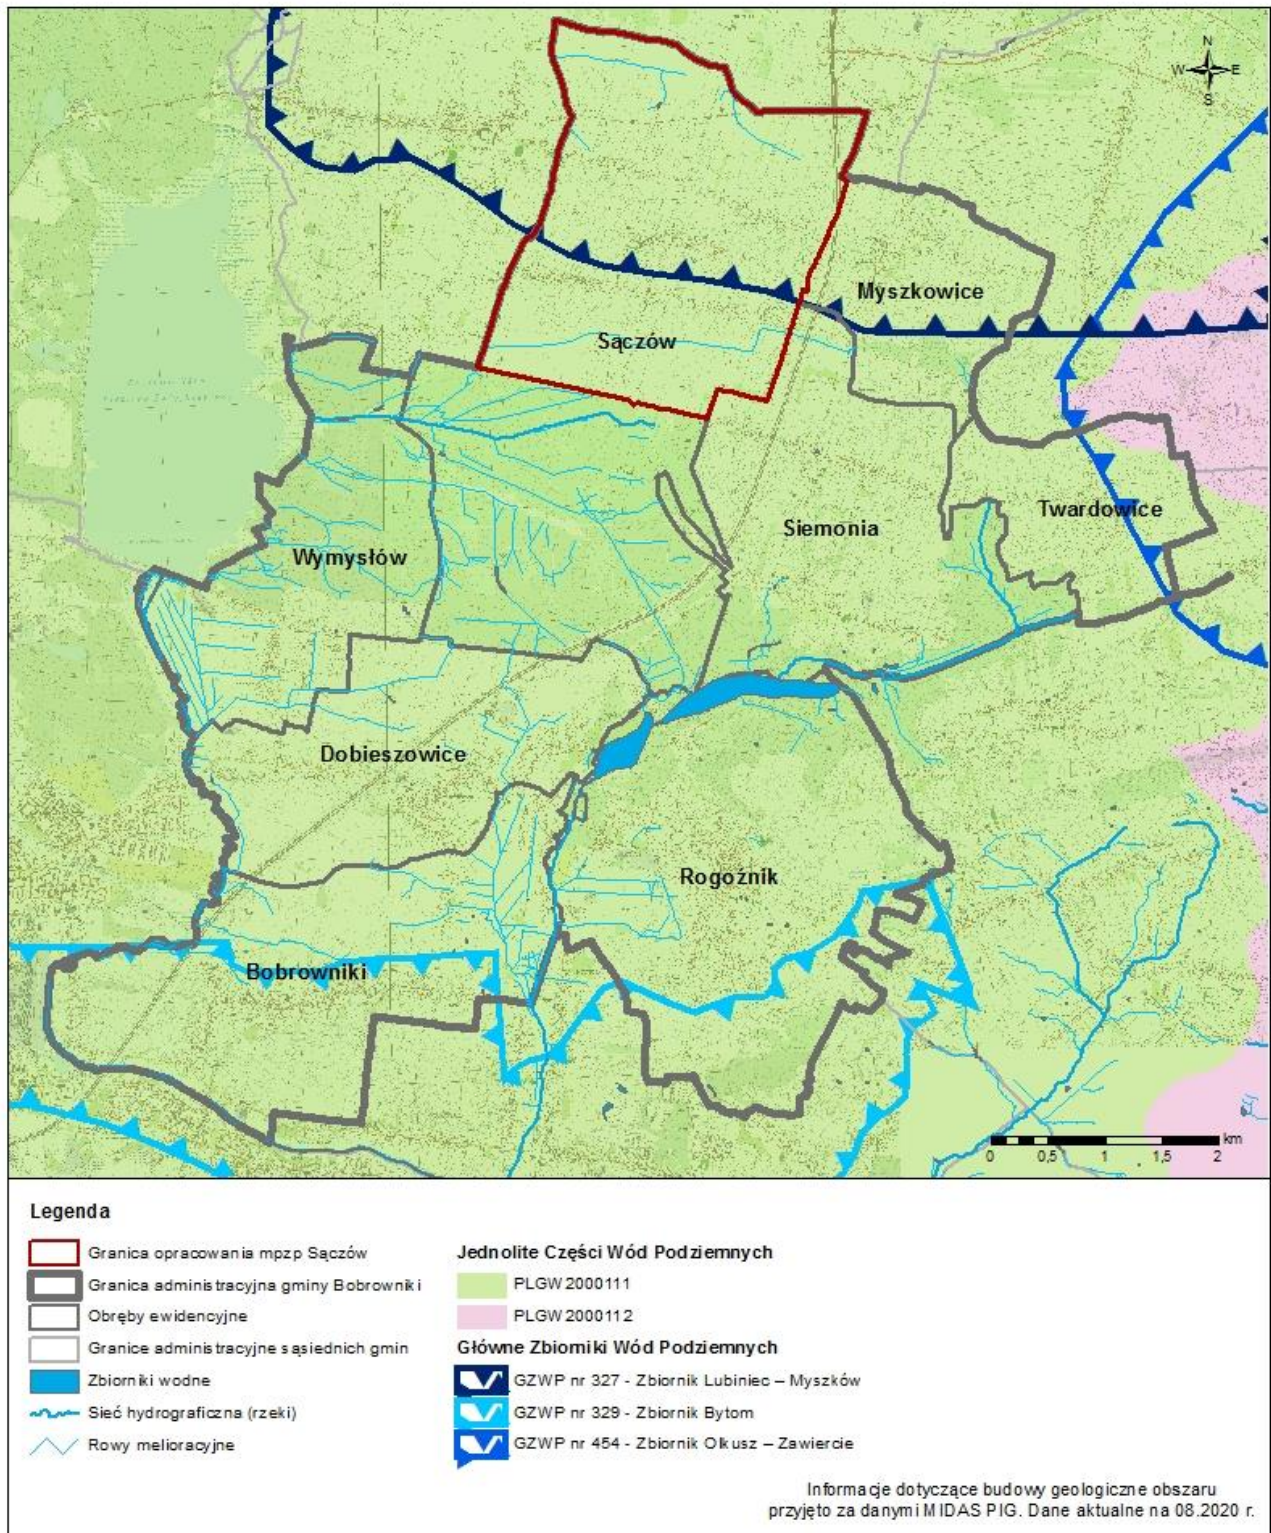 N
W E
S
Myszkowice
Sączów
Siemonia
Twardowice
Wymysłów
Dobieszowice
Rogoźnik
Bobrowniki
km
0 0,5 1 1,5 2
Legenda
Granica opracowania mpzp Sączów
Granica administracyjna gminy Bobrowniki
Obręby ewidencyjne
Granice administracyjne sąsiednich gmin
Zbiorniki wodne
Sieć hydrograficzna (rzeki)
Rowy melioracyjne
Jednolite Części Wód Podziemnych
PLGW2000111
PLGW2000112
Główne Zbiorniki Wód Podziemnych
GZWP nr 327 - Zbiornik Lubiniec – Myszków
GZWP nr 329 - Zbiornik Bytom
GZWP nr 454 - Zbiornik Olkusz – Zawiercie
Informacje dotyczące budowy geologiczne obszaru
przyjęto za danymi MIDAS PIG. Dane aktualne na 08.2020 r.